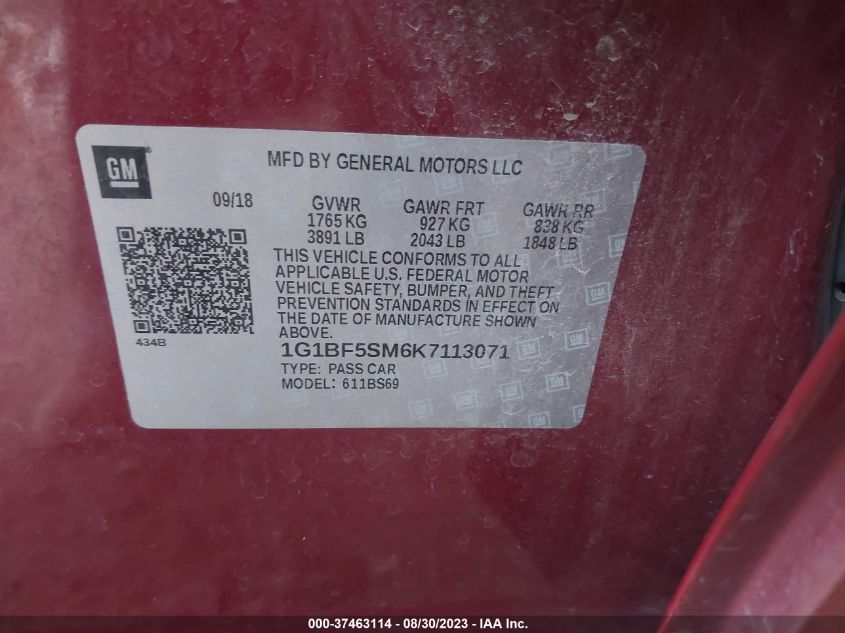 GM ®
MFD BY GENERAL MOTORS LLC
09/18 GVWR GAWR FRT GAWR RR
1765 KG 927 KG 838 KG
3891 LB 2043 LB 1848 LB
THIS VEHICLE CONFORMS TO ALL
APPLICABLE U.S. FEDERAL MOTOR
VEHICLE SAFETY, BUMPER, AND THEFT
PREVENTION STANDARDS IN EFFECT ON
THE DATE OF MANUFACTURE SHOWN
ABOVE.
434B
1G1BF5SM6K7113071
TYPE: PASS CAR
MODEL: 611BS69
000-37463114 - 08/30/2023 - IAA Inc.